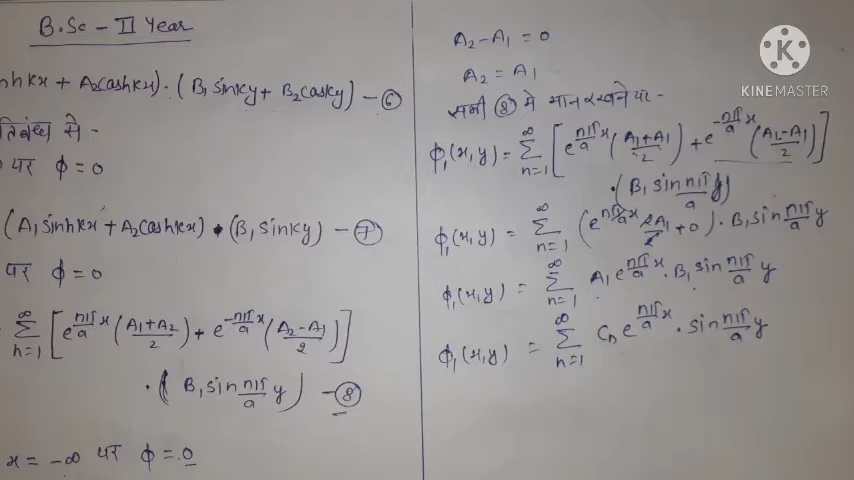 B.Sc - II Year
nhkx + A₂coshkx) · (B₁ sinky + B₂ cosky) - ⑥
तिबंध से -
पर ϕ = 0
(A₁ sinhkx + A₂ coshkx) · (B₁ sinky) - ⑦
पर ϕ = 0
∞∑n=1 [e^(nπ/a x) (A₁+A₂/2) + e^(-nπ/a x) (A₂-A₁/2)]
· (B₁ sin nπ/a y) - ⑧
x = -∞ पर ϕ = 0
A₂ - A₁ = 0
A₂ = A₁
समी ⑧ मे मान रखने पर -
ϕ₁(x,y) = ∞∑n=1 [e^(nπ/a x) (A₁+A₁/2) + e^(-nπ/a x) (A₁-A₁/2)]
· (B₁ sin nπ/a y)
ϕ₁(x,y) = ∞∑n=1 (e^(nπ/a x) 2A₁/2 + 0) · B₁ sin nπ/a y
ϕ₁(x,y) = ∞∑n=1 A₁ e^(nπ/a x) · B₁ sin nπ/a y
ϕ₁(x,y) = ∞∑n=1 Cn e^(nπ/a x) · sin nπ/a y
KINEMASTER